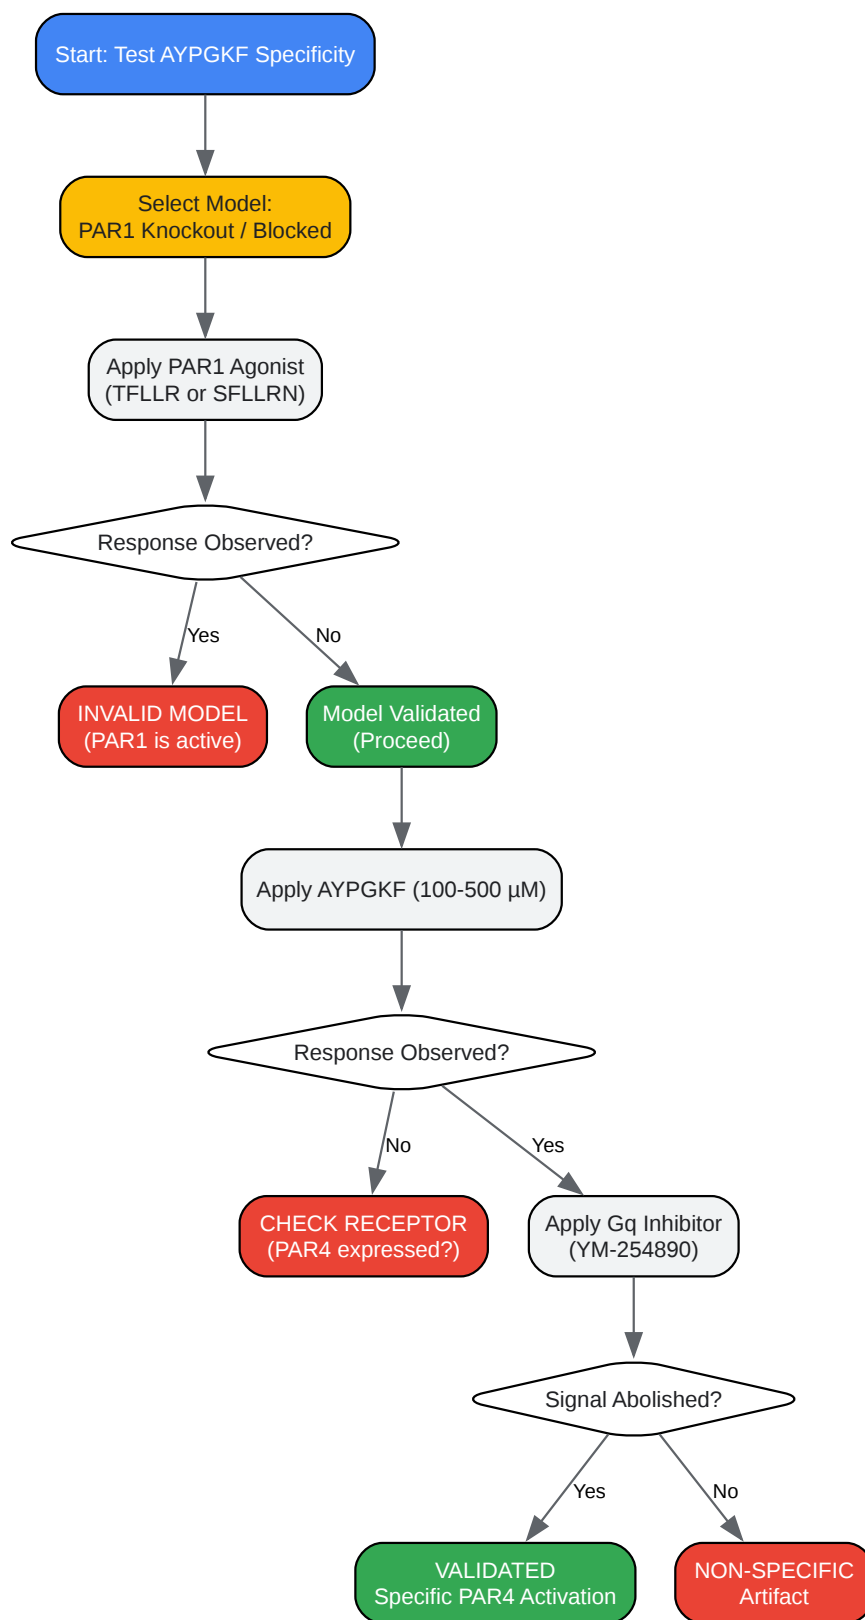 Start: Test AYPGKF Specificity
Select Model:
PAR1 Knockout / Blocked
Apply PAR1 Agonist
(TFLLR or SFLLRN)
Response Observed?
Yes
No
INVALID MODEL
(PAR1 is active)
Model Validated
(Proceed)
Apply AYPGKF (100-500 µM)
Response Observed?
No
Yes
CHECK RECEPTOR
(PAR4 expressed?)
Apply Gq Inhibitor
(YM-254890)
Signal Abolished?
Yes
No
VALIDATED
Specific PAR4 Activation
NON-SPECIFIC
Artifact